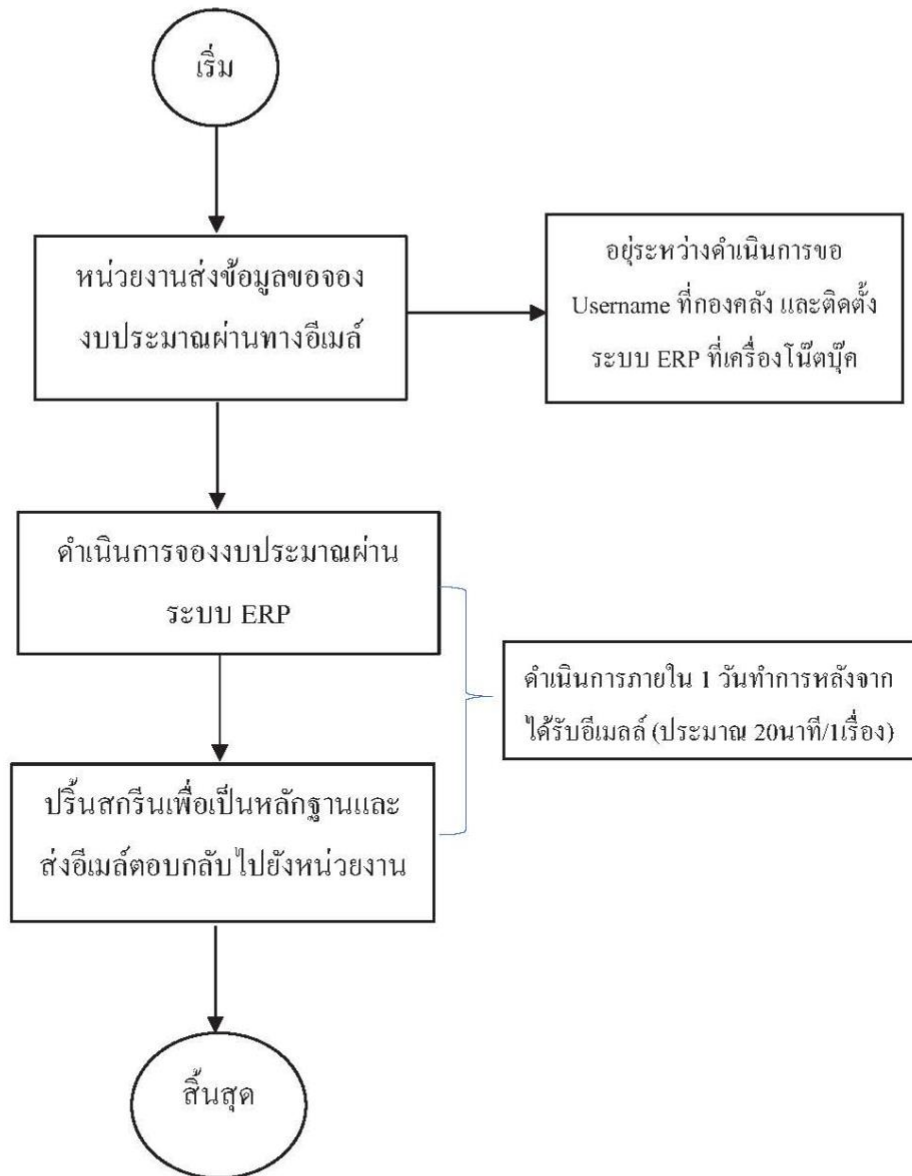 เริ่ม
หน่วยงานส่งข้อมูลขอจอง
งบประมาณผ่านทางอีเมล์
อยู่ระหว่างดำเนินการขอ
Username ที่กองคลัง และติดตั้ง
ระบบ ERP ที่เครื่องโน๊ตบุ๊ค
ดำเนินการจองงบประมาณผ่าน
ระบบ ERP
ดำเนินการภายใน 1 วันทำการหลังจาก
ได้รับอีเมลล์ (ประมาณ 20นาที/1เรื่อง)
ปริ้นสกรีนเพื่อเป็นหลักฐานและ
ส่งอีเมล์ตอบกลับไปยังหน่วยงาน
สิ้นสุด